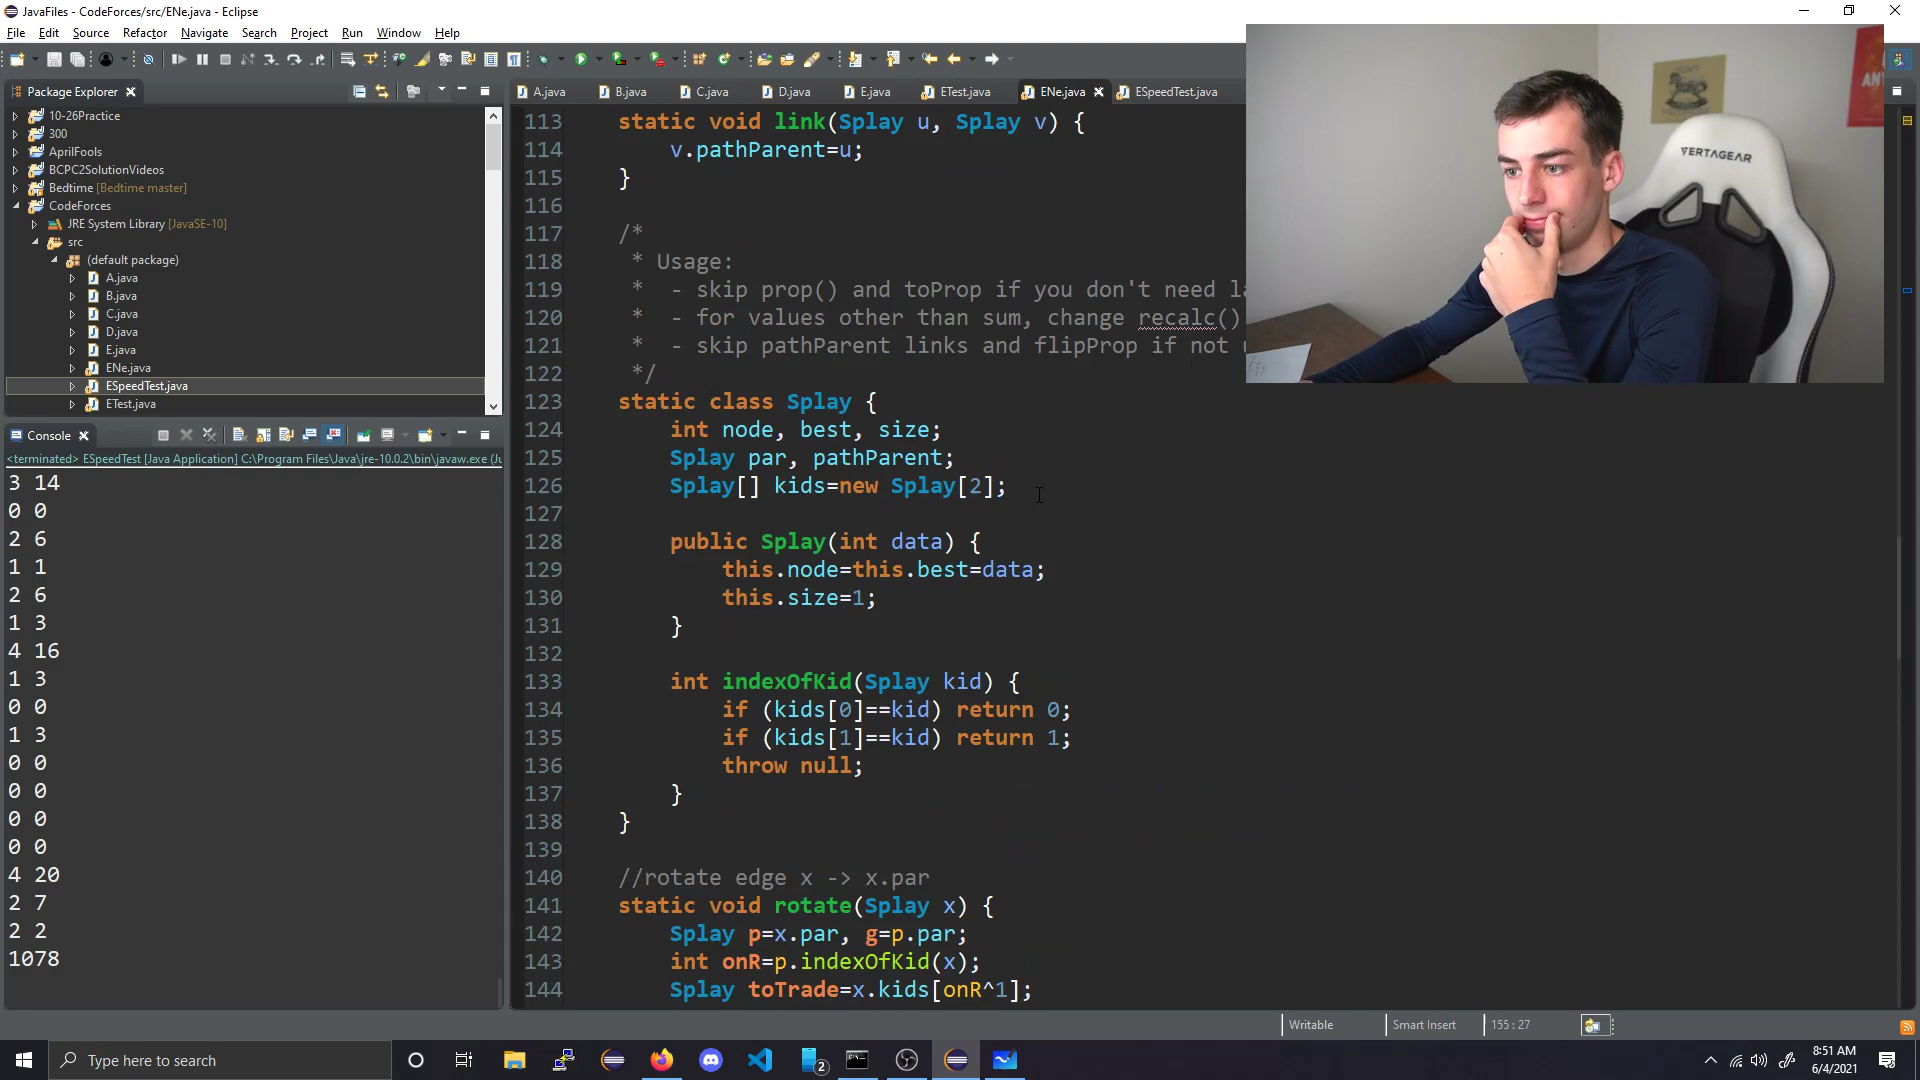 JavaFiles - CodeForces/src/ENe.java - Eclipse
File Edit Source Refactor Navigate Search Project Run Window Help
Package Explorer
10-26Practice
300
AprilFools
BCPC2SolutionVideos
Bedtime [Bedtime master]
CodeForces
JRE System Library [JavaSE-10]
src
(default package)
A.java
B.java
C.java
D.java
E.java
ENe.java
ESpeedTest.java
ETest.java
Console
<terminated> ESpeedTest [Java Application] C:\Program Files\Java\jre-10.0.2\bin\javaw.exe (Ju
3 14
0 0
2 6
1 1
2 6
1 3
4 16
1 3
0 0
1 3
0 0
0 0
0 0
0 0
4 20
2 7
2 2
1078
A.java B.java C.java D.java E.java ETest.java ENe.java ESpeedTest.java
113 static void link(Splay u, Splay v) {
114 v.pathParent=u;
115 }
116
117 /*
118 * Usage:
119 * - skip prop() and toProp if you don't need la
120 * - for values other than sum, change recalc()
121 * - skip pathParent links and flipProp if not u
122 */
123 static class Splay {
124 int node, best, size;
125 Splay par, pathParent;
126 Splay[] kids=new Splay[2];
127
128 public Splay(int data) {
129 this.node=this.best=data;
130 this.size=1;
131 }
132
133 int indexOfKid(Splay kid) {
134 if (kids[0]==kid) return 0;
135 if (kids[1]==kid) return 1;
136 throw null;
137 }
138 }
139
140 //rotate edge x -> x.par
141 static void rotate(Splay x) {
142 Splay p=x.par, g=p.par;
143 int onR=p.indexOfKid(x);
144 Splay toTrade=x.kids[onR^1];
VERTAGEAR
AN
Writable Smart Insert 155 : 27
Type here to search
2
8:51 AM
6/4/2021